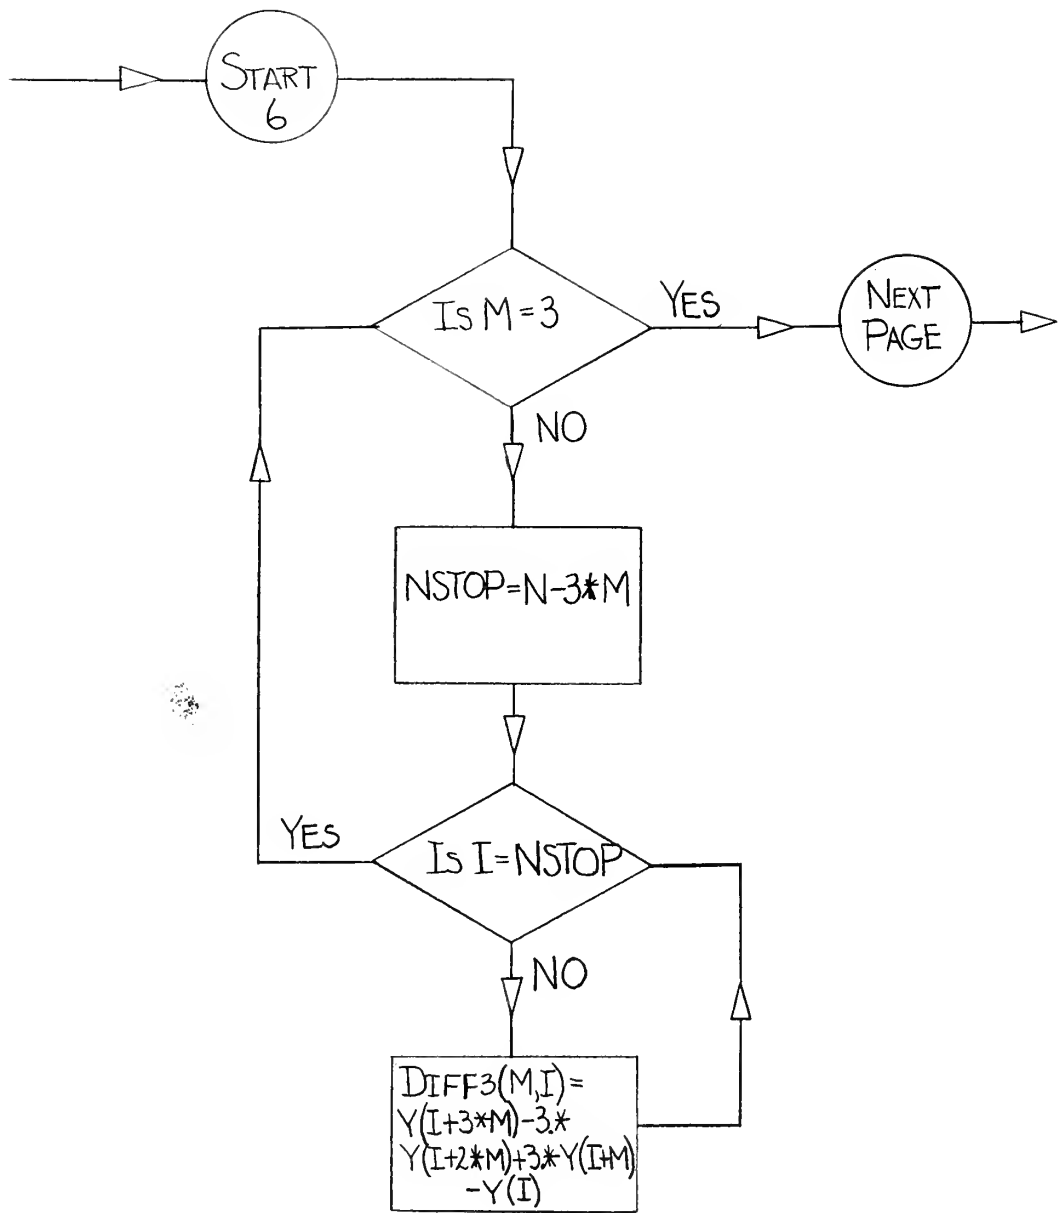 START
6
Is M=3
YES
NEXT
PAGE
NO
NSTOP=N-3*M
YES
Is I=NSTOP
NO
DIFF3(M,I)=
Y(I+3*M)-3.*
Y(I+2*M)+3.*Y(I+M)
-Y(I)